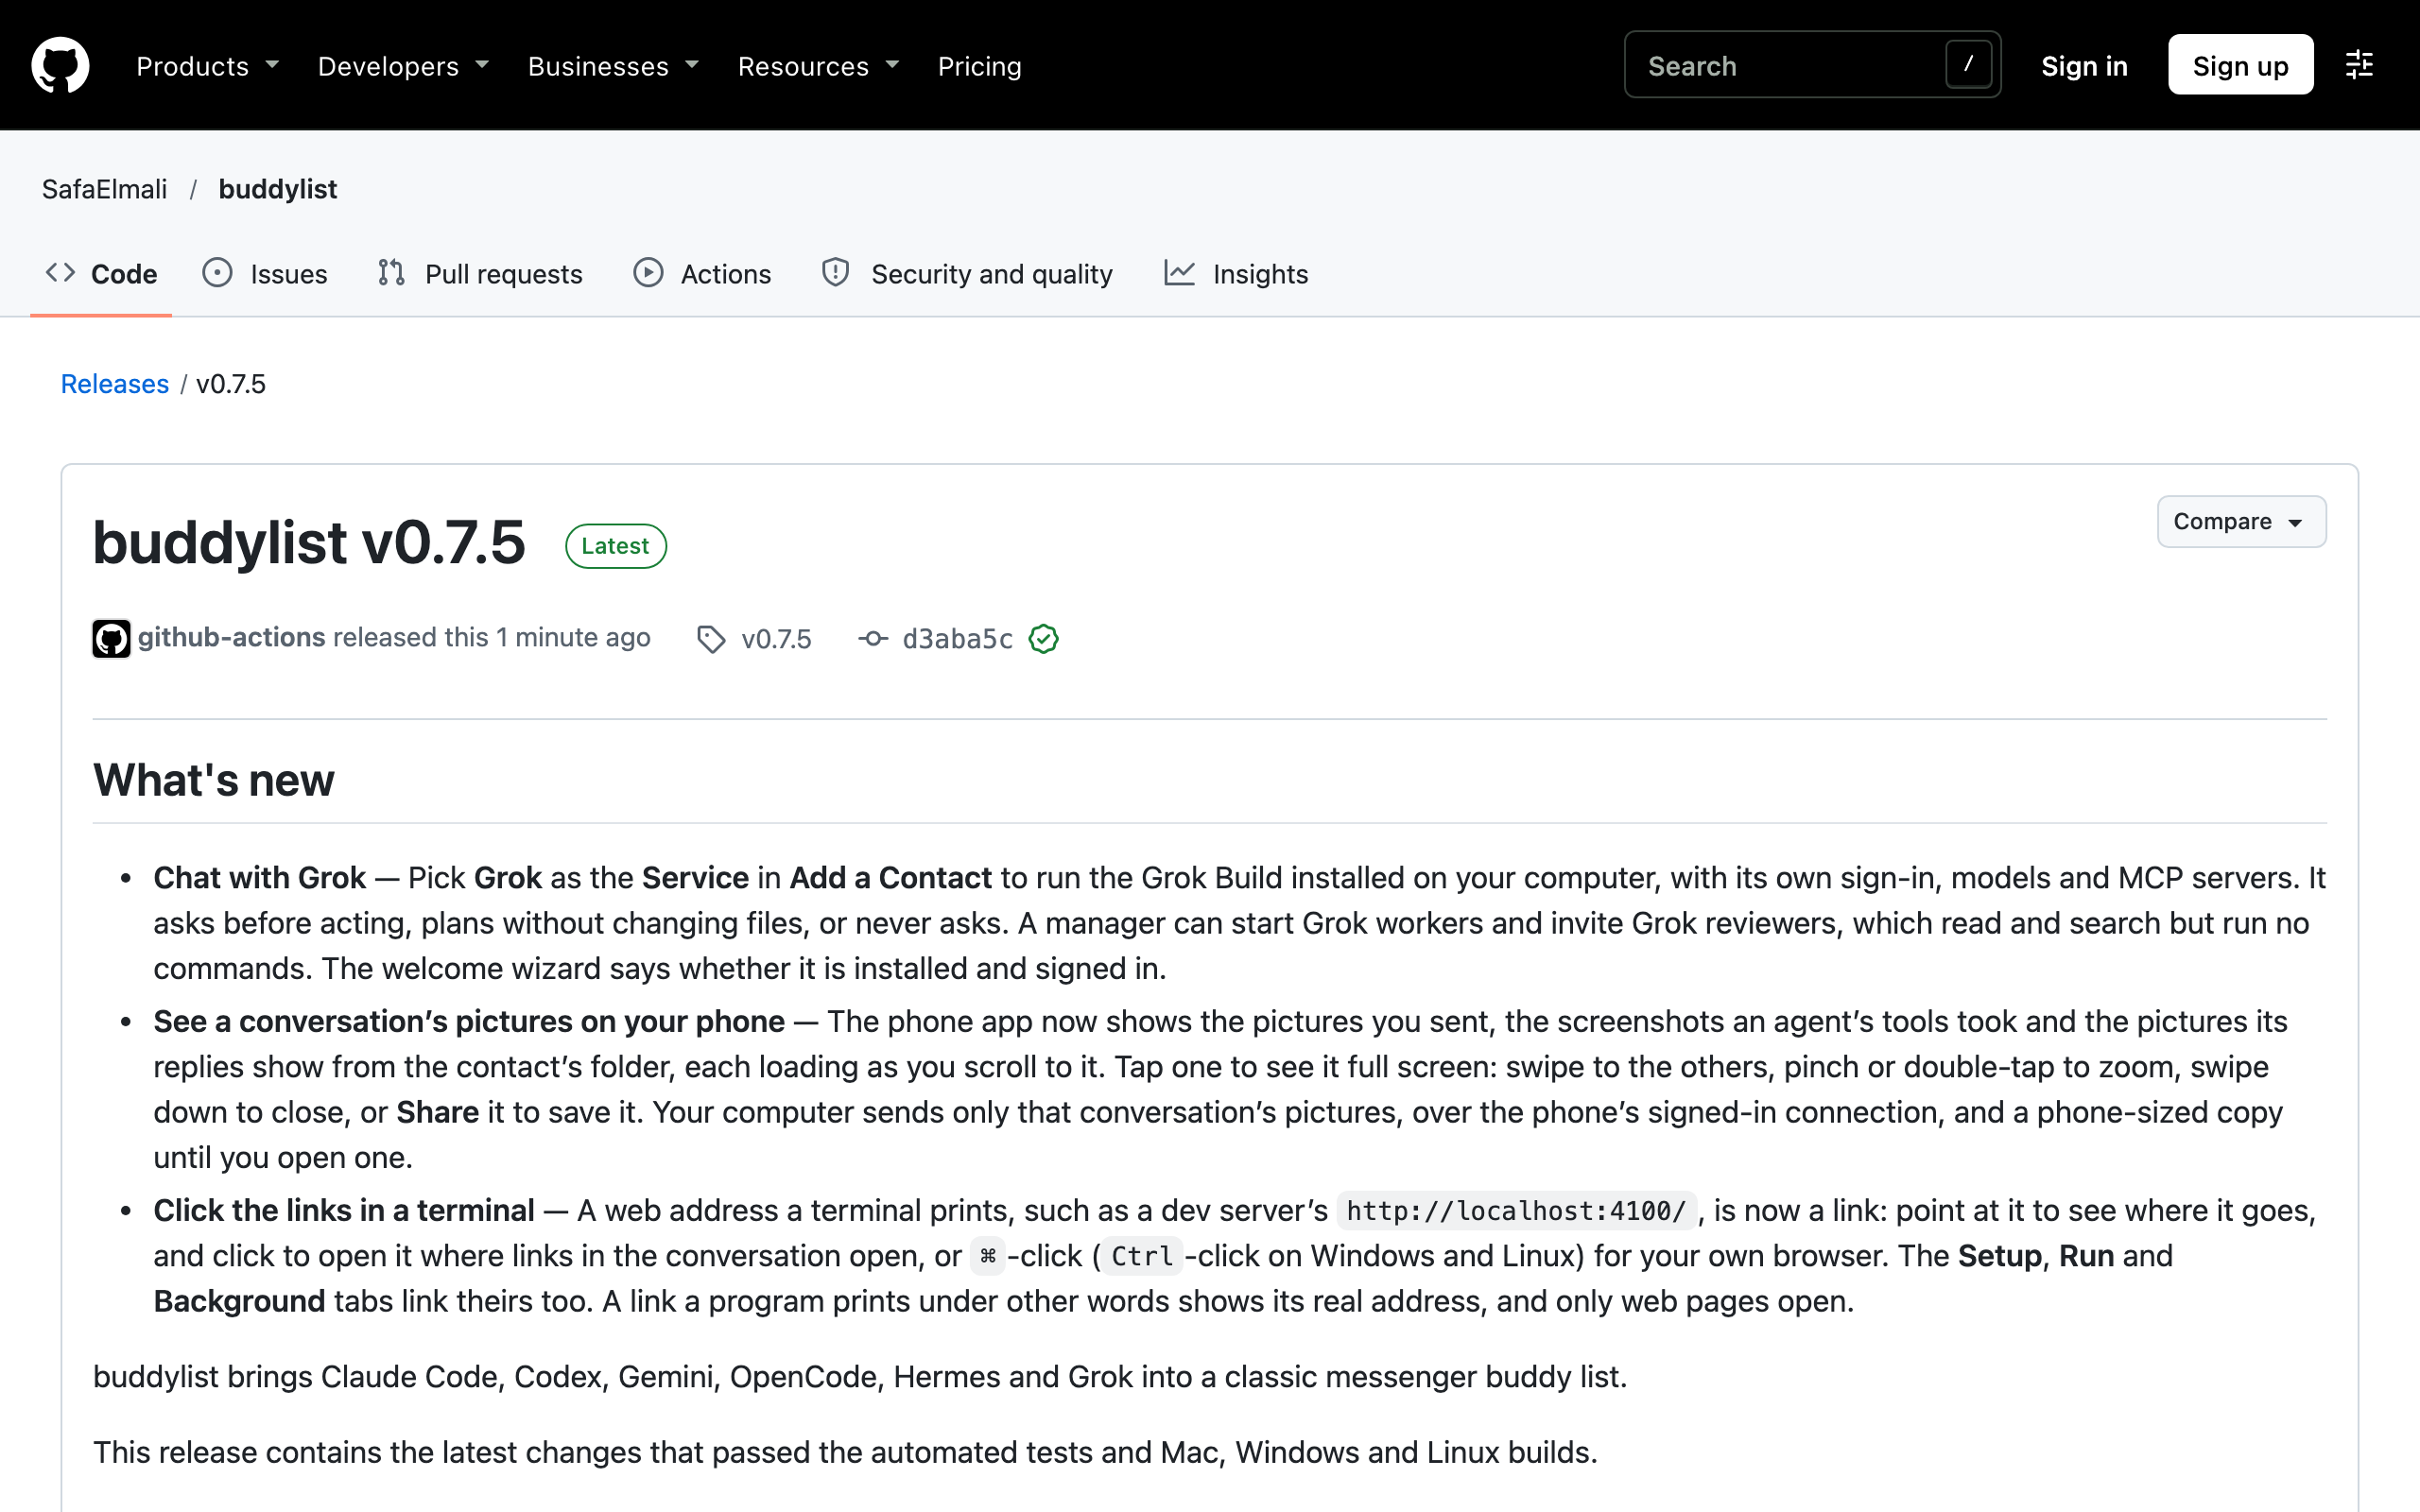 Products Developers Businesses Resources Pricing Search / Sign in Sign up
SafaElmali / buddylist
Code Issues Pull requests Actions Security and quality Insights
Releases / v0.7.5
buddylist v0.7.5 Latest Compare
github-actions released this 1 minute ago v0.7.5 d3aba5c
What's new
• Chat with Grok — Pick Grok as the Service in Add a Contact to run the Grok Build installed on your computer, with its own sign-in, models and MCP servers. It
asks before acting, plans without changing files, or never asks. A manager can start Grok workers and invite Grok reviewers, which read and search but run no
commands. The welcome wizard says whether it is installed and signed in.
• See a conversation’s pictures on your phone — The phone app now shows the pictures you sent, the screenshots an agent’s tools took and the pictures its
replies show from the contact’s folder, each loading as you scroll to it. Tap one to see it full screen: swipe to the others, pinch or double-tap to zoom, swipe
down to close, or Share it to save it. Your computer sends only that conversation’s pictures, over the phone’s signed-in connection, and a phone-sized copy
until you open one.
• Click the links in a terminal — A web address a terminal prints, such as a dev server’s http://localhost:4100/, is now a link: point at it to see where it goes,
and click to open it where links in the conversation open, or ⌘-click (Ctrl-click on Windows and Linux) for your own browser. The Setup, Run and
Background tabs link theirs too. A link a program prints under other words shows its real address, and only web pages open.
buddylist brings Claude Code, Codex, Gemini, OpenCode, Hermes and Grok into a classic messenger buddy list.
This release contains the latest changes that passed the automated tests and Mac, Windows and Linux builds.